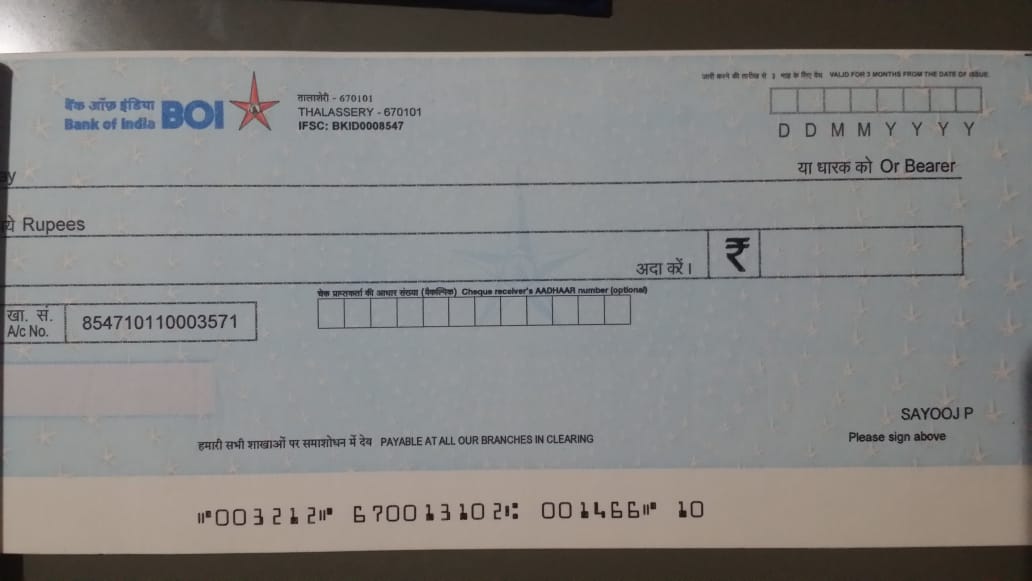 जारी करने की तारीख से 3 माह के लिए वैध VALID FOR 3 MONTHS FROM THE DATE OF ISSUE
बैंक ऑफ़ इंडिया BOI
Bank of India
तालाशेरी - 670101
THALASSERY - 670101
IFSC: BKID0008547
D D M M Y Y Y Y
या धारक को Or Bearer
Rupees
अदा करें। ₹
चेक प्राप्तकर्ता की आधार संख्या (वैकल्पिक) Cheque receiver's AADHAAR number (optional)
खा. सं.
A/c No. 854710110003571
SAYOOJ P
Please sign above
हमारी सभी शाखाओं पर समाशोधन में देय PAYABLE AT ALL OUR BRANCHES IN CLEARING
⑈003212⑈ 670013102⑆ 001466⑈ 10